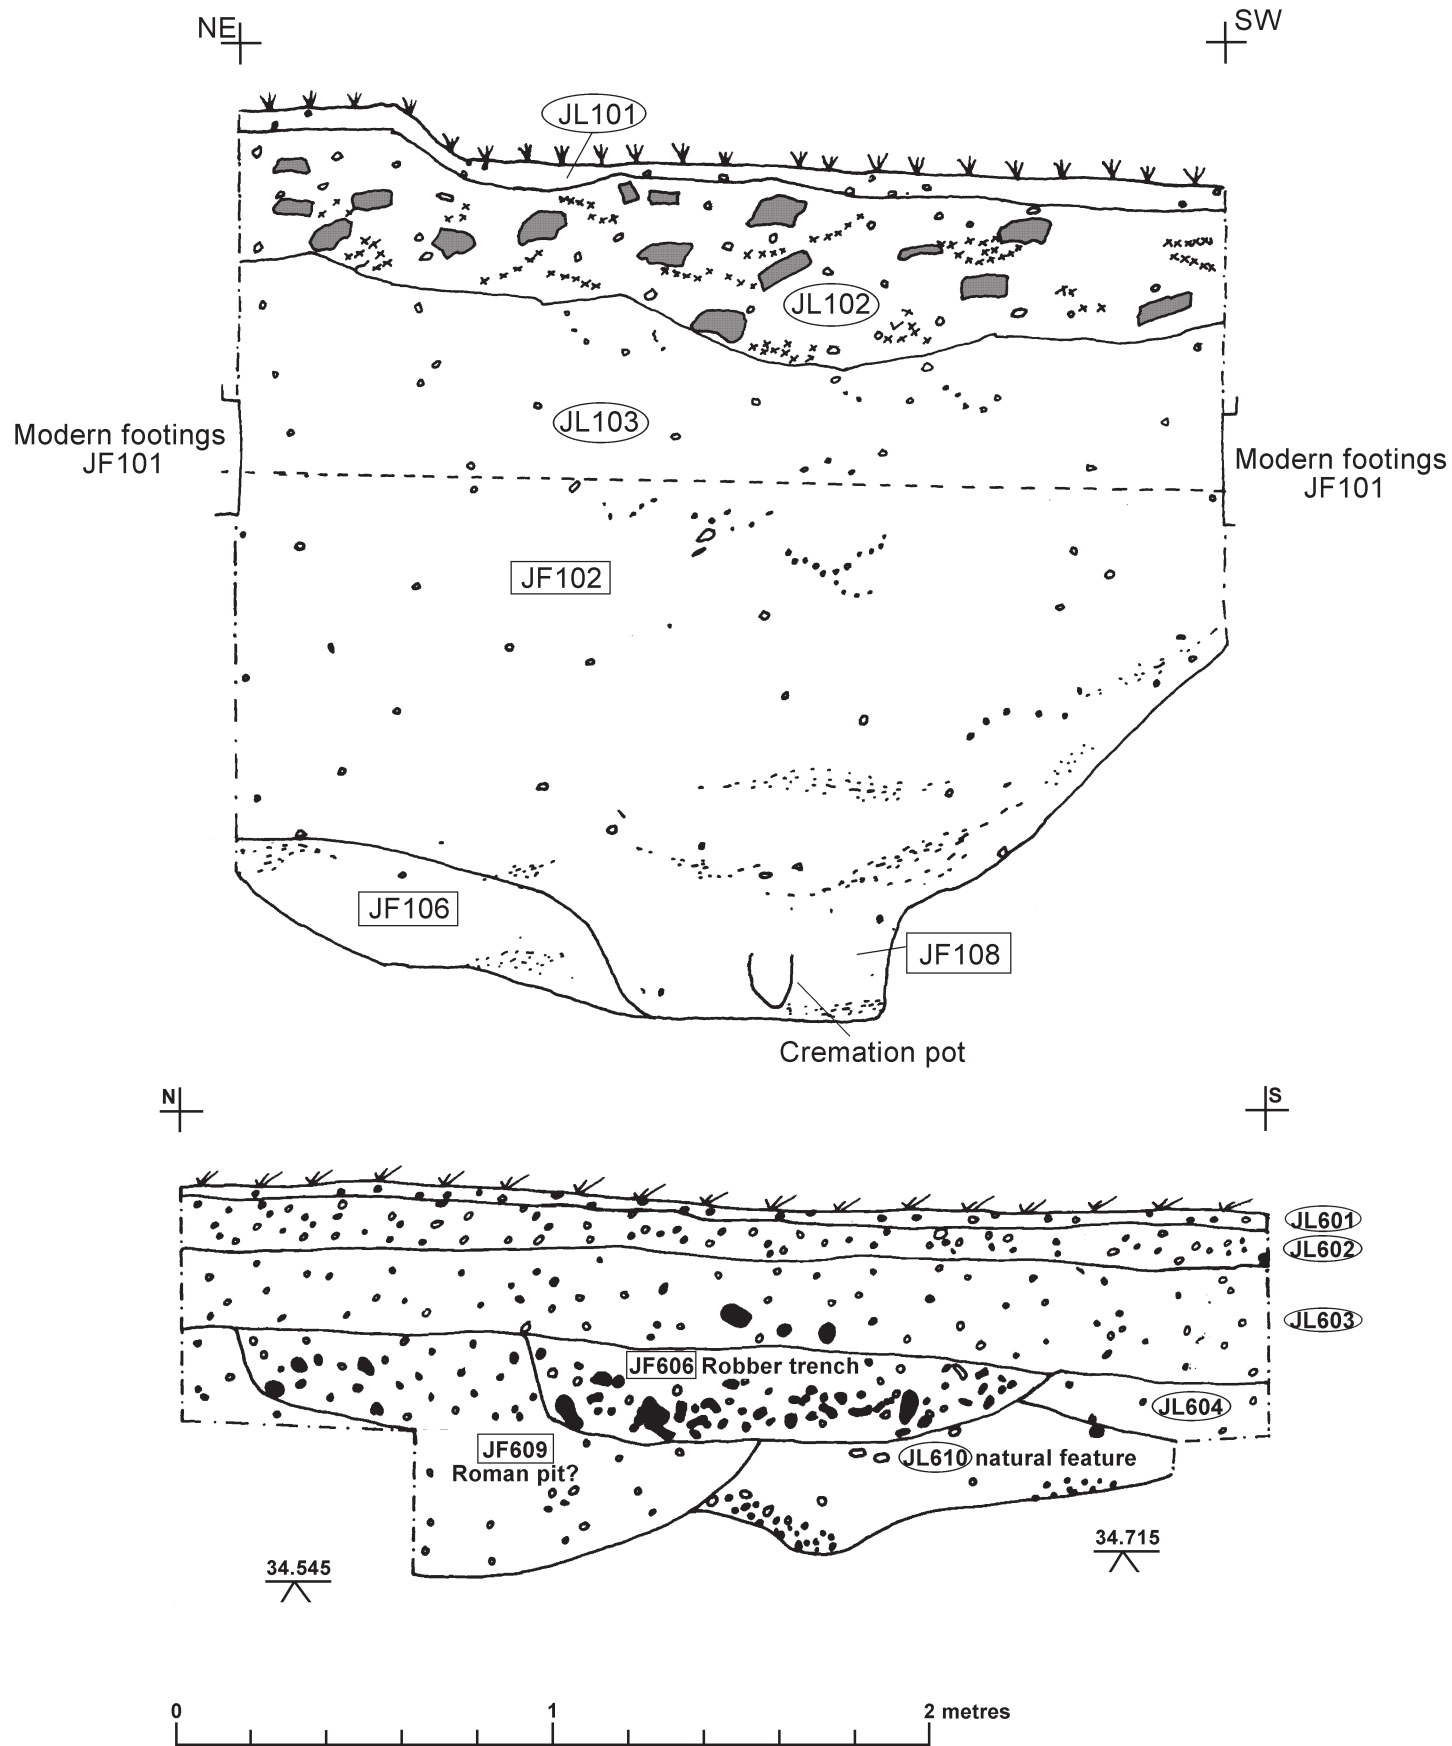 NE
SW
JL101
JL102
JL103
Modern footings
JF101
Modern footings
JF101
JF102
JF106
JF108
Cremation pot
N
S
JL601
JL602
JL603
JF606 Robber trench
JL604
JF609
Roman pit?
JL610 natural feature
34.545
34.715
0 1 2 metres